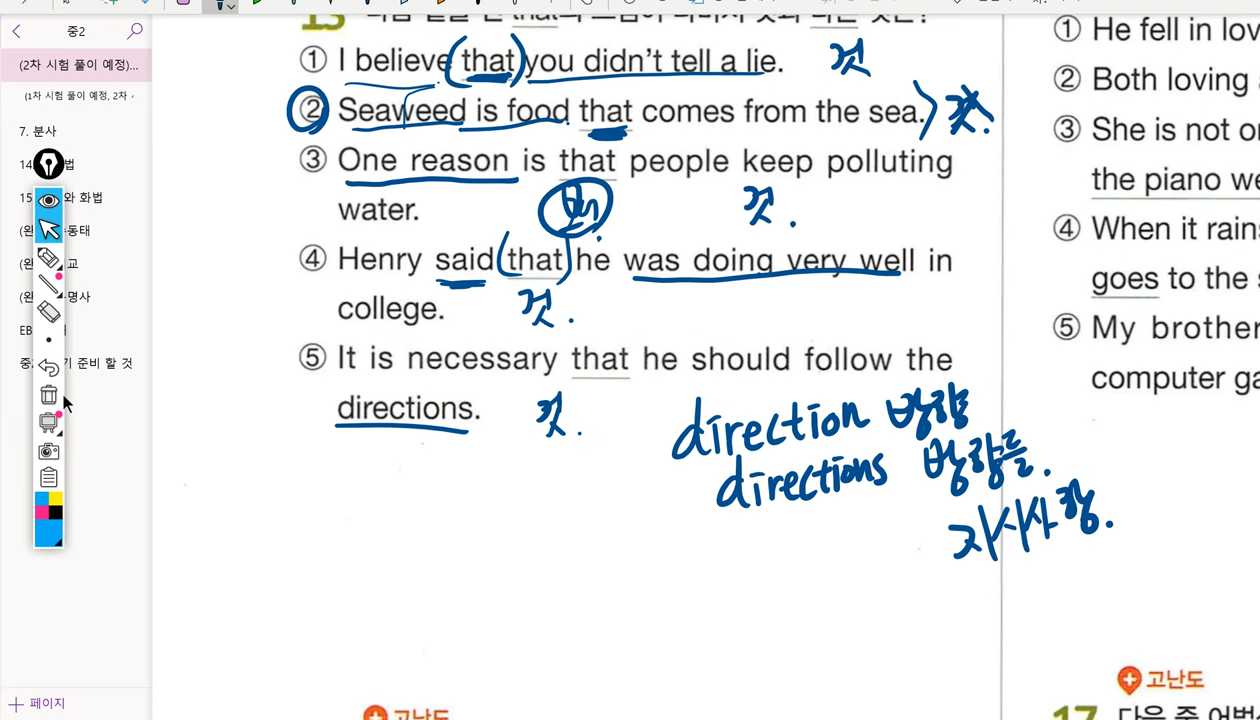 중2
(2차 시험 풀이 예정)...
(1차 시험 풀이 예정, 2차
7. 분사
14 법
15 와 화법
(완 동태
(완 교
(완 명사
EB
중2 기 준비 할 것
페이지
13
① I believe (that) you didn't tell a lie. 것
② Seaweed is food that comes from the sea.
③ One reason is that people keep polluting
water. 것.
④ Henry said (that) he was doing very well in
college. 것.
⑤ It is necessary that he should follow the
directions. 것.
direction 방향
directions 방향들.
지시사항.
고난도
① He fell in lov
② Both loving
③ She is not or
the piano we
④ When it rains
goes to the s
⑤ My brother
computer ga
고난도
17 다음 중 어법